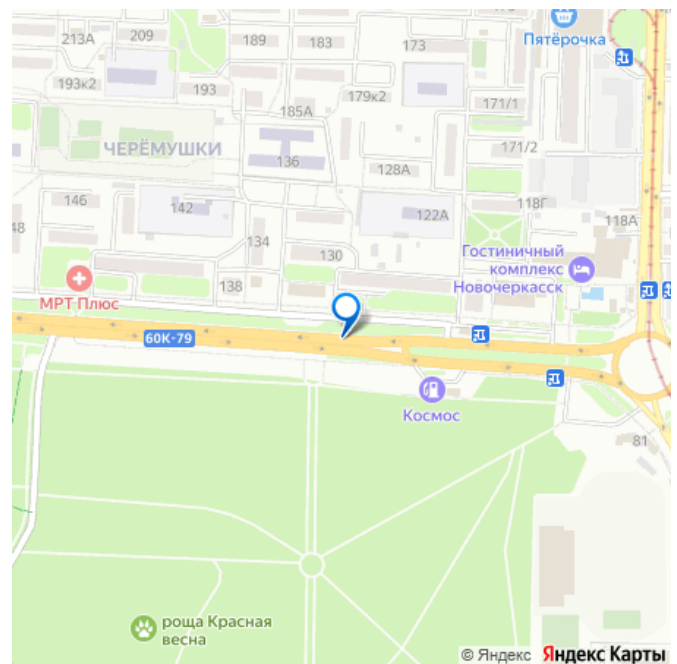 213А
209
189
183
173
Пятёрочка
193к2
193
179к2
185А
171/1
171/2
ЧЕРЁМУШКИ
136
128А
146
142
122А
118Г
118А
48
134
130
Гостиничный
комплекс
Новочеркасск
138
МРТ Плюс
60К-79
Космос
81
роща Красная
весна
© Яндекс Яндекс Карты